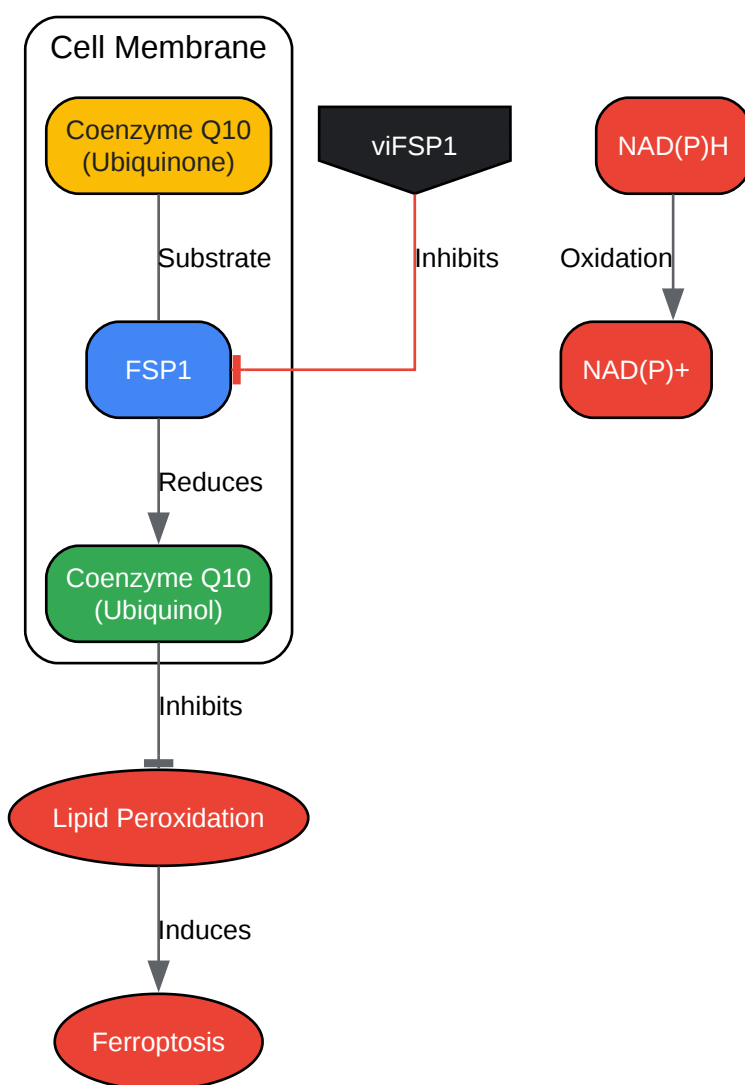 Cell Membrane
Coenzyme Q10
(Ubiquinone)
viFSP1
NAD(P)H
Substrate
Inhibits
Oxidation
FSP1
NAD(P)+
Reduces
Coenzyme Q10
(Ubiquinol)
Inhibits
Lipid Peroxidation
Induces
Ferroptosis